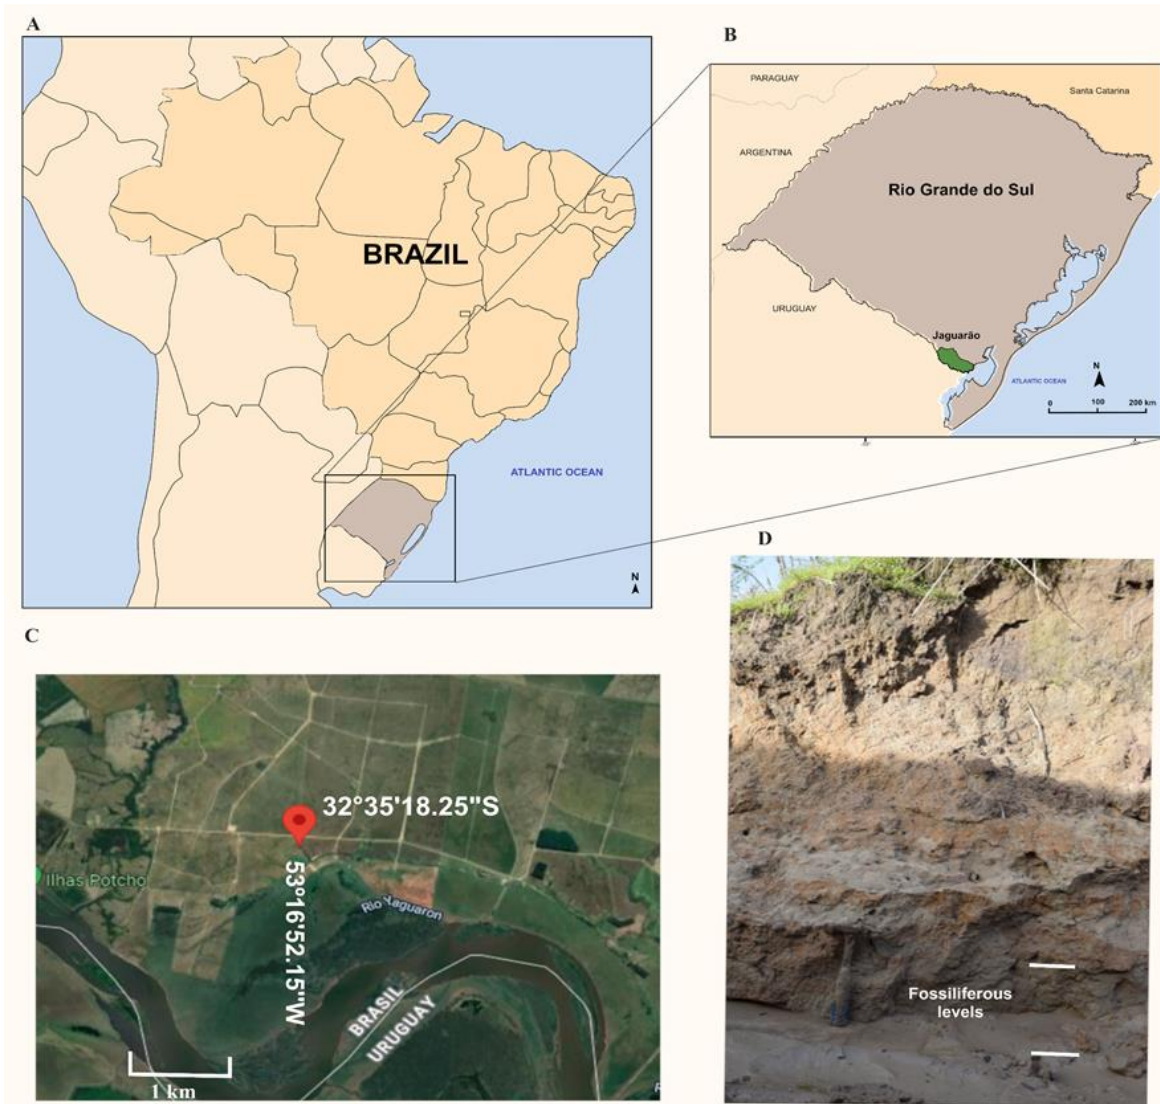 A
BRAZIL
ATLANTIC OCEAN
N
B
PARAGUAY
Santa Catarina
ARGENTINA
Rio Grande do Sul
URUGUAY
Jaguarão
N
ATLANTIC OCEAN
0 100 200 km
C
32°35'18.25"S
53°16'52.15"W
Ilhas Potcho
Rio Yaguaron
BRASIL
URUGUAY
R
1 km
D
Fossiliferous
levels